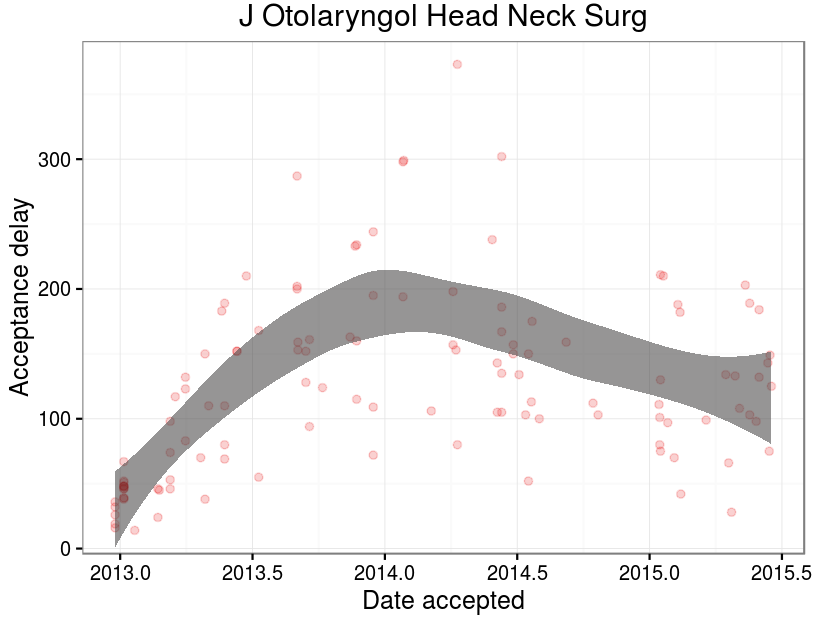 J Otolaryngol Head Neck Surg
Acceptance delay
300
200
100
0
2013.0 2013.5 2014.0 2014.5 2015.0 2015.5
Date accepted